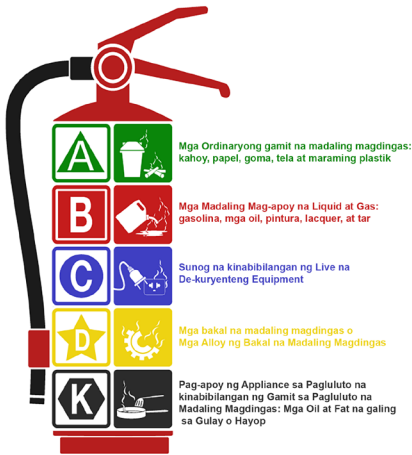 A
Mga Ordinaryong gamit na madaling magdingas:
kahoy, papel, goma, tela at maraming plastik
B
Mga Madaling Mag-apoy na Liquid at Gas:
gasolina, mga oil, pintura, lacquer, at tar
C
Sunog na kinabibilangan ng Live na
De-kuryenteng Equipment
D
Mga bakal na madaling magdingas o
Mga Alloy ng Bakal na Madaling Magdingas
K
Pag-apoy ng Appliance sa Pagluluto na
kinabibilangan ng Gamit sa Pagluluto na
Madaling Magdingas: Mga Oil at Fat na galing
sa Gulay o Hayop